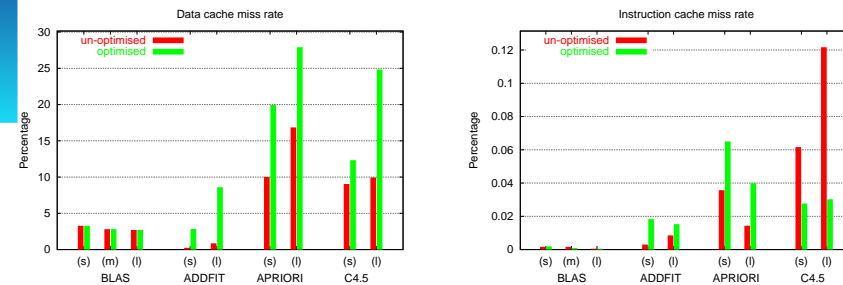 Data cache miss rate
un-optimised
optimised
Percentage
30
25
20
15
10
5
0
(s) (m) (l) (s) (l) (s) (l) (s) (l)
BLAS ADDFIT APRIORI C4.5
Instruction cache miss rate
un-optimised
optimised
Percentage
0.12
0.1
0.08
0.06
0.04
0.02
0
(s) (m) (l) (s) (l) (s) (l) (s) (l)
BLAS ADDFIT APRIORI C4.5